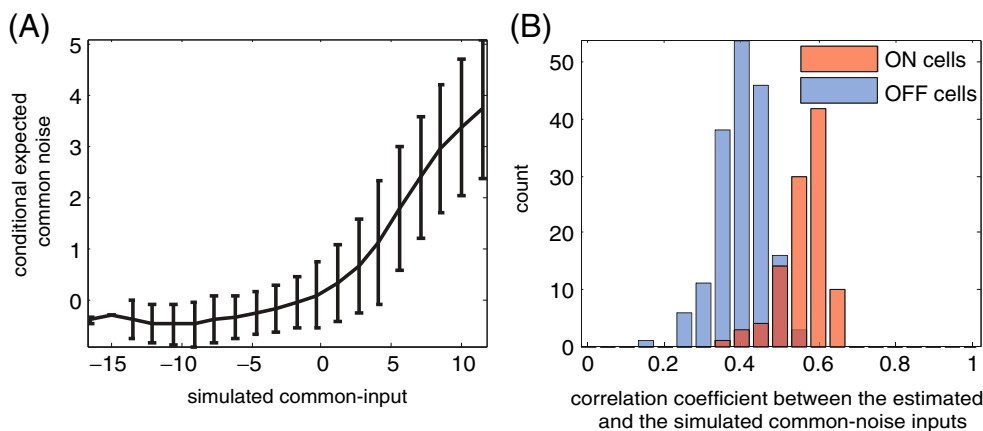 (A)
conditional expected
common noise
5
4
3
2
1
0
−15 −10 −5 0 5 10
simulated common-input
(B)
ON cells
OFF cells
count
50
40
30
20
10
0
0 0.2 0.4 0.6 0.8 1
correlation coefficient between the estimated
and the simulated common-noise inputs